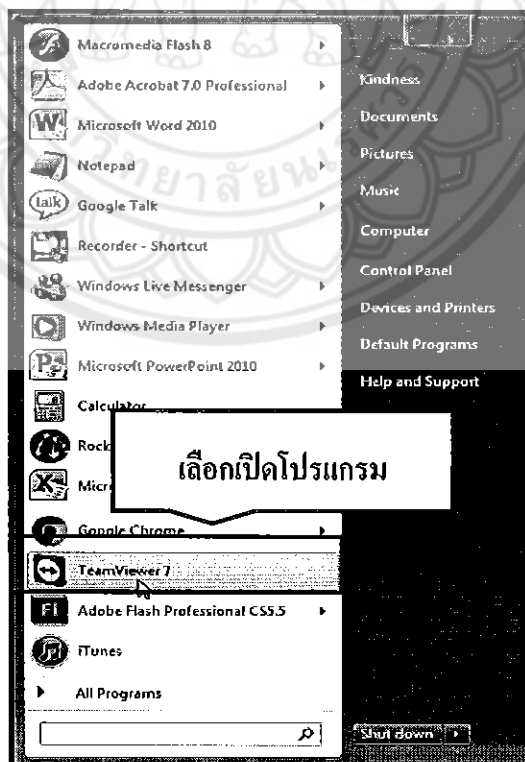 Macromedia Flash 8
Adobe Acrobat 7.0 Professional
Microsoft Word 2010
Notepad
Google Talk
Recorder - Shortcut
Windows Live Messenger
Windows Media Player
Microsoft PowerPoint 2010
Calculator
Rock
Micr
Google Chrome
TeamViewer 7
Adobe Flash Professional CS5.5
iTunes
All Programs
เลือกเปิดโปรแกรม
Kindness
Documents
Pictures
Music
Computer
Control Panel
Devices and Printers
Default Programs
Help and Support
Shut down